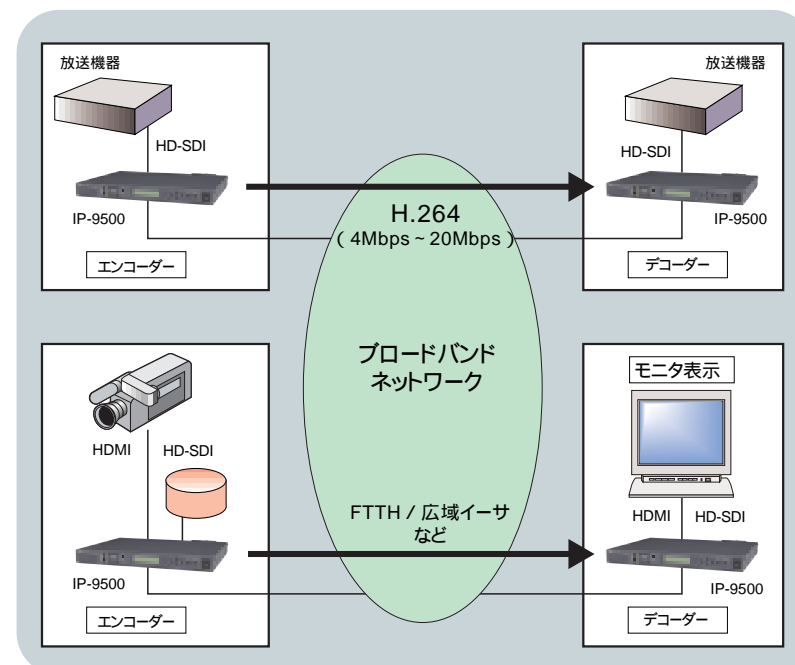 放送機器
HD-SDI
IP-9500
エンコーダー
放送機器
HD-SDI
IP-9500
デコーダー
H.264
（4Mbps~20Mbps）
ブロードバンド
ネットワーク
FTTH / 広域イーサ
など
HDMI HD-SDI
IP-9500
エンコーダー
モニタ表示
HDMI HD-SDI
IP-9500
デコーダー